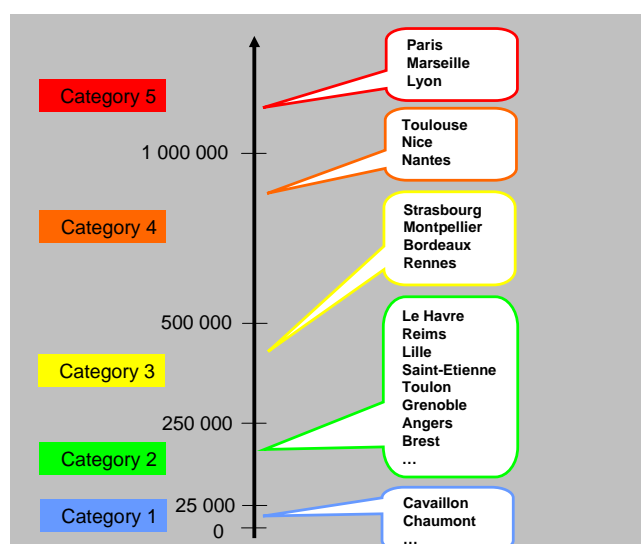 Paris
Marseille
Lyon
Category 5
Toulouse
Nice
Nantes
1 000 000
Strasbourg
Montpellier
Bordeaux
Rennes
Category 4
500 000
Le Havre
Reims
Lille
Saint-Etienne
Toulon
Grenoble
Angers
Brest
…
Category 3
250 000
Category 2
25 000
Category 1
0
Cavaillon
Chaumont
…